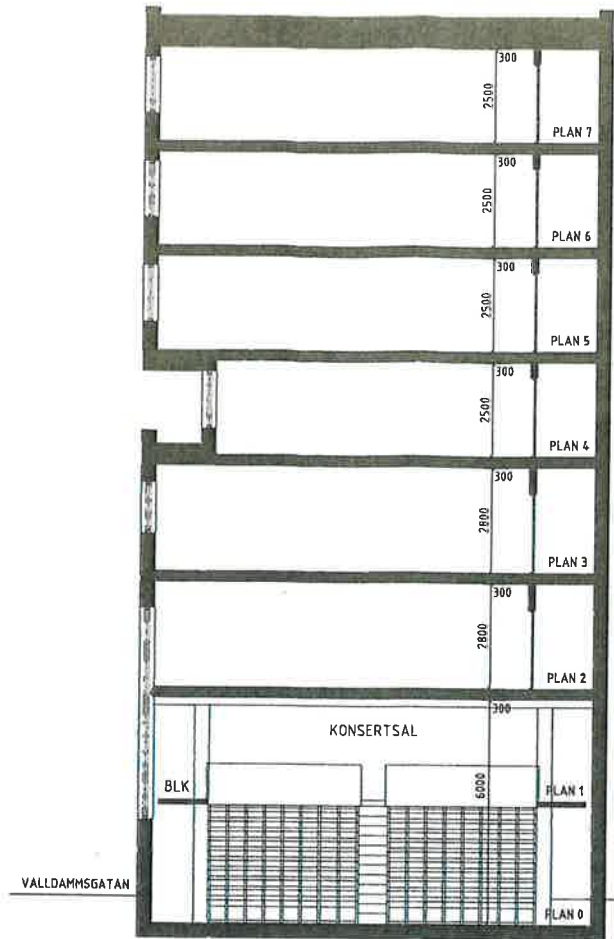 300
2500
PLAN 7
300
2500
PLAN 6
300
2500
PLAN 5
300
2500
PLAN 4
300
2800
PLAN 3
300
2800
PLAN 2
300
KONSERTSAL
BLK
6000
PLAN 1
VALLDAMMSGATAN
PLAN 0